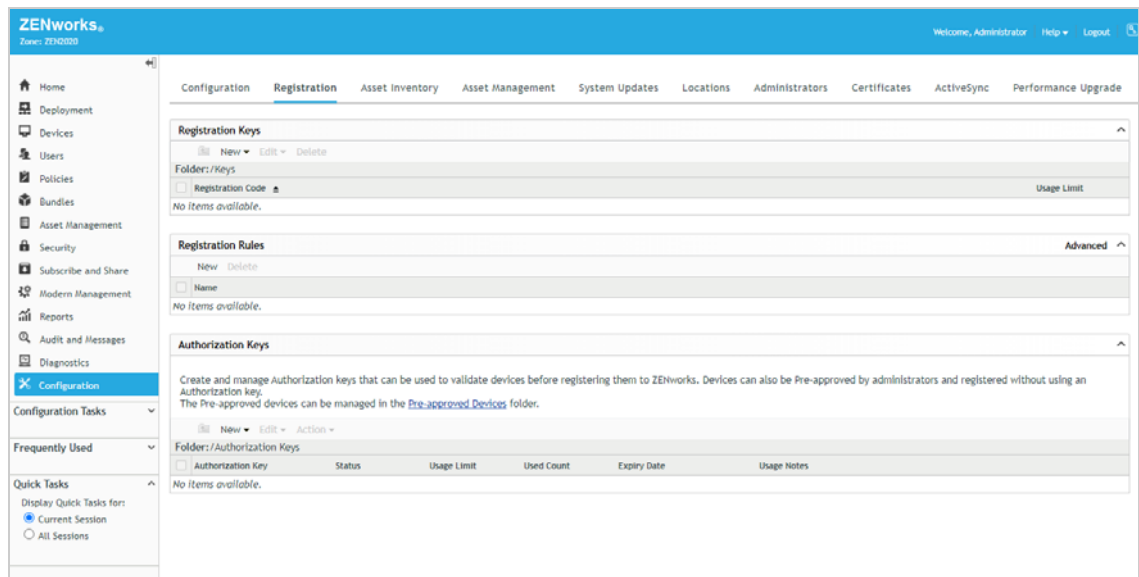 ZENworks®
Zone: ZEN2020
Welcome, Administrator Help Logout
Home
Deployment
Devices
Users
Policies
Bundles
Asset Management
Security
Subscribe and Share
Modern Management
Reports
Audit and Messages
Diagnostics
Configuration
Configuration Tasks
Frequently Used
Quick Tasks
Display Quick Tasks for:
Current Session
All Sessions
Configuration Registration Asset Inventory Asset Management System Updates Locations Administrators Certificates ActiveSync Performance Upgrade
Registration Keys
New Edit Delete
Folder:/Keys
Registration Code Usage Limit
No items available.
Registration Rules Advanced
New Delete
Name
No items available.
Authorization Keys
Create and manage Authorization keys that can be used to validate devices before registering them to ZENworks. Devices can also be Pre-approved by administrators and registered without using an
Authorization key.
The Pre-approved devices can be managed in the Pre-approved Devices folder.
New Edit Action
Folder:/Authorization Keys
Authorization Key Status Usage Limit Used Count Expiry Date Usage Notes
No items available.